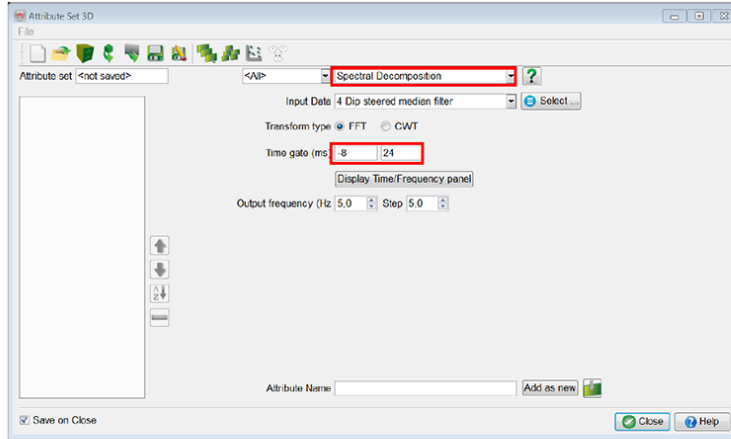 Attribute Set 3D
File
Attribute set <not saved> <All> Spectral Decomposition ?
Input Data 4 Dip steered median filter Select ...
Transform type FFT CWT
Time gate (ms) -8 24
Display Time/Frequency panel
Output frequency (Hz 5.0 Step 5.0
A
Z
Attribute Name Add as new
Save on Close Close ? Help